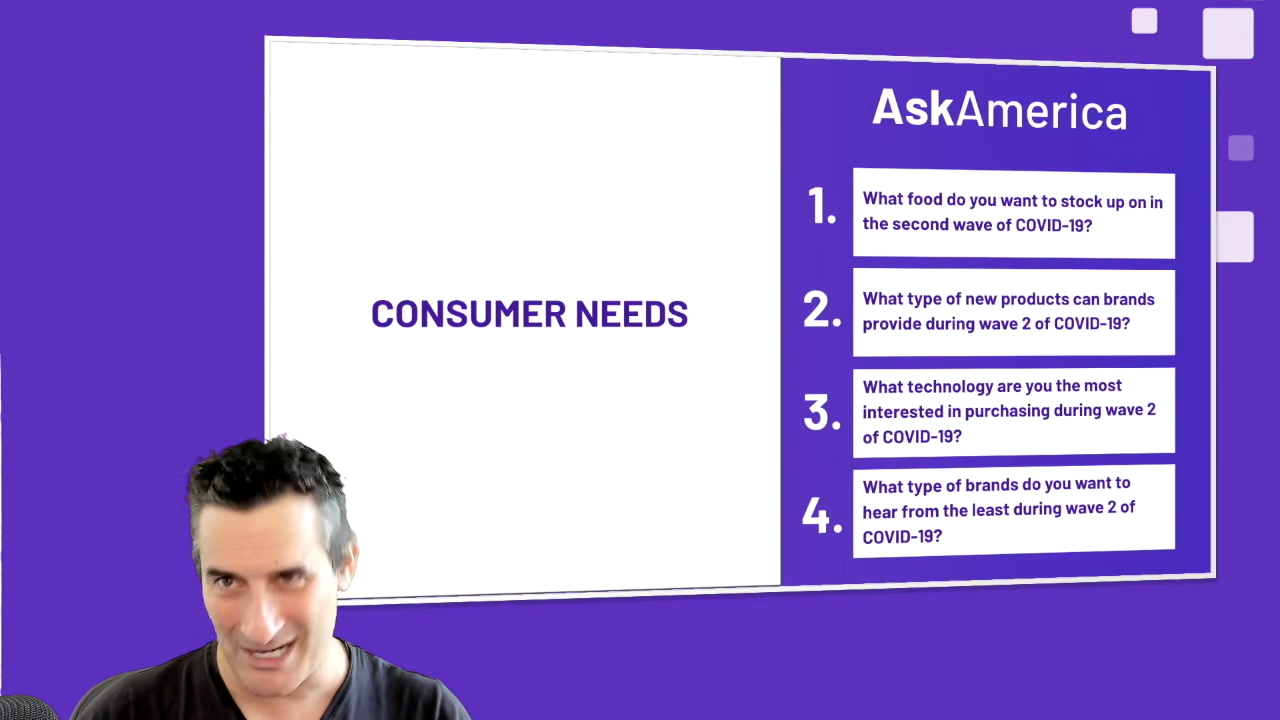 CONSUMER NEEDS
AskAmerica
1.
What food do you want to stock up on in
the second wave of COVID-19?
2.
What type of new products can brands
provide during wave 2 of COVID-19?
3.
What technology are you the most
interested in purchasing during wave 2
of COVID-19?
4.
What type of brands do you want to
hear from the least during wave 2 of
COVID-19?